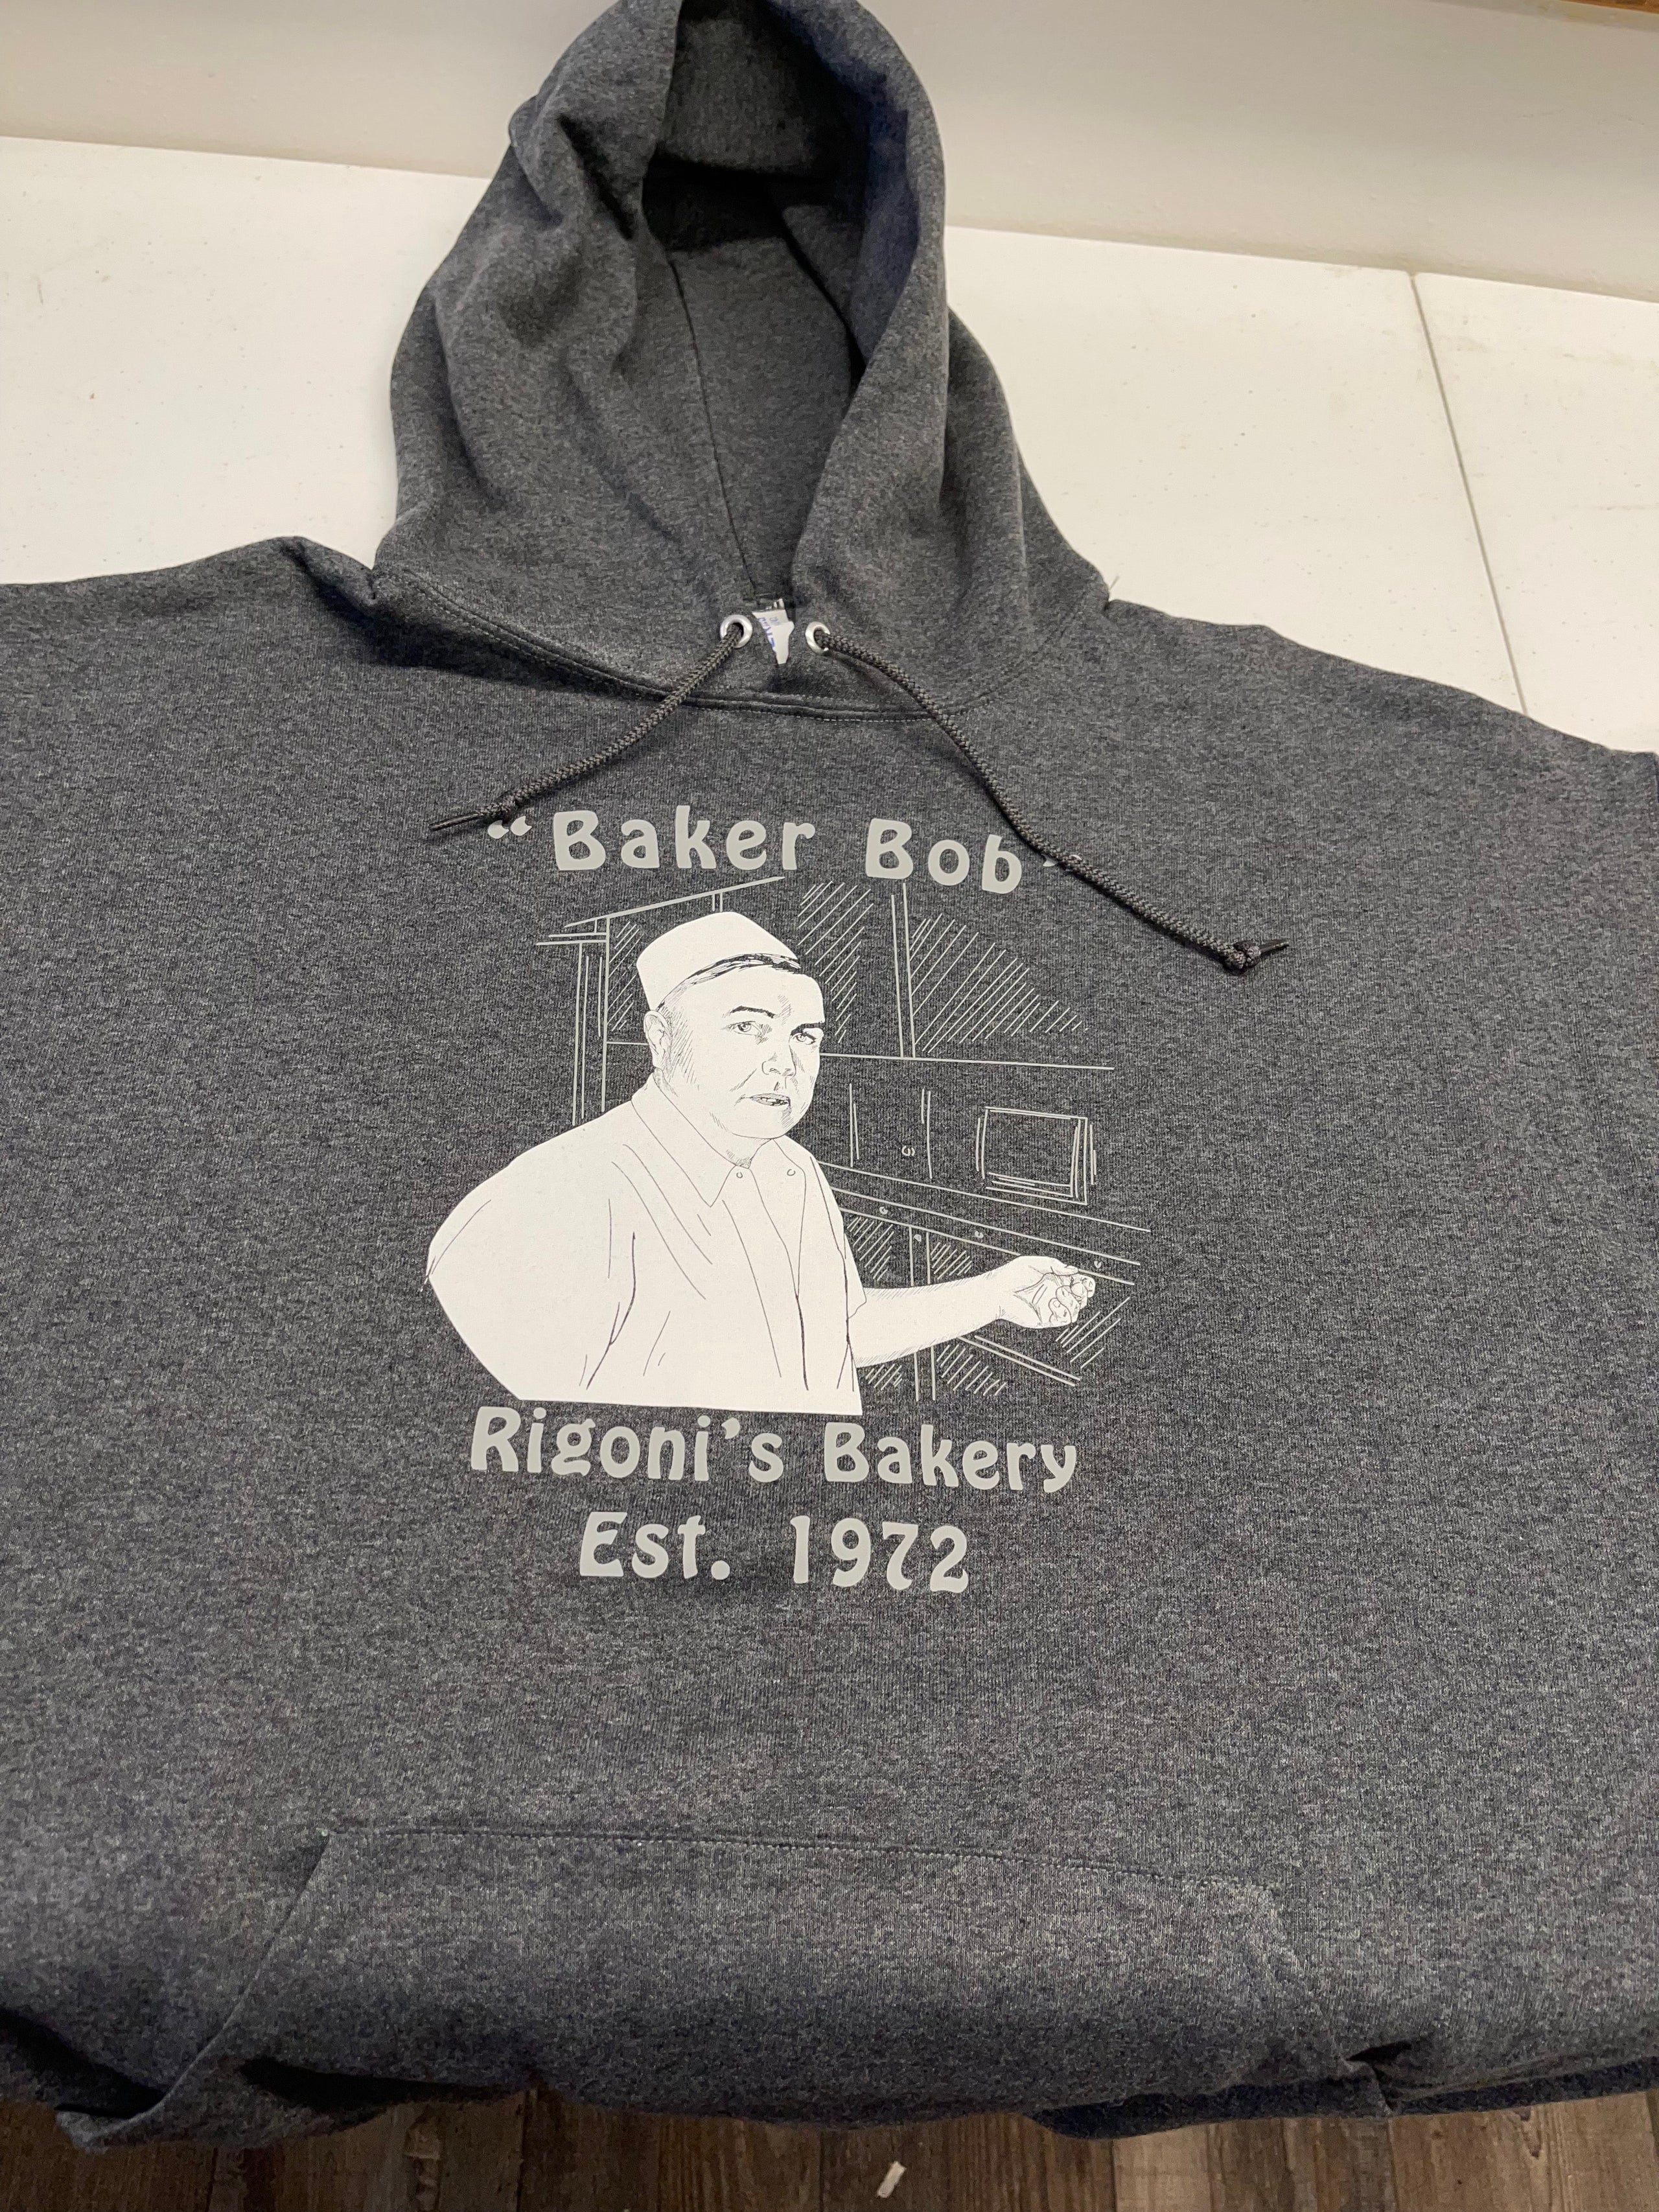 “Baker Bob”
Rigoni’s Bakery
Est. 1972